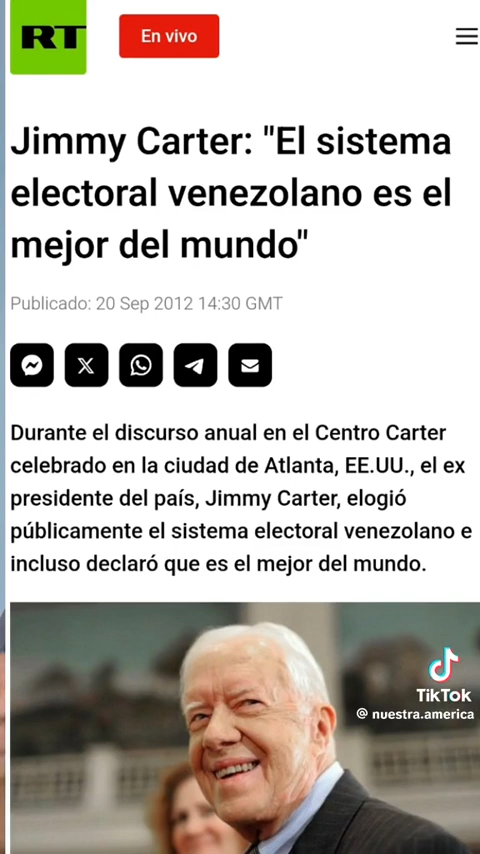 RT
En vivo
Jimmy Carter: "El sistema
electoral venezolano es el
mejor del mundo"
Publicado: 20 Sep 2012 14:30 GMT
Durante el discurso anual en el Centro Carter
celebrado en la ciudad de Atlanta, EE.UU., el ex
presidente del país, Jimmy Carter, elogió
públicamente el sistema electoral venezolano e
incluso declaró que es el mejor del mundo.
TikTok
@ nuestra.america